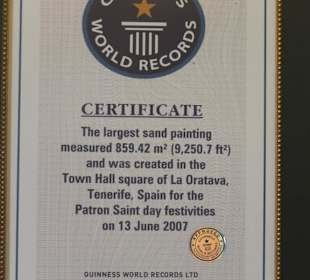 WORLD RECORDS
CERTIFICATE
The largest sand painting
measured 859.42 m² (9,250.7 ft²)
and was created in the
Town Hall square of La Oratava,
Tenerife, Spain for the
Patron Saint day festivities
on 13 June 2007
GUINNESS WORLD RECORDS LTD